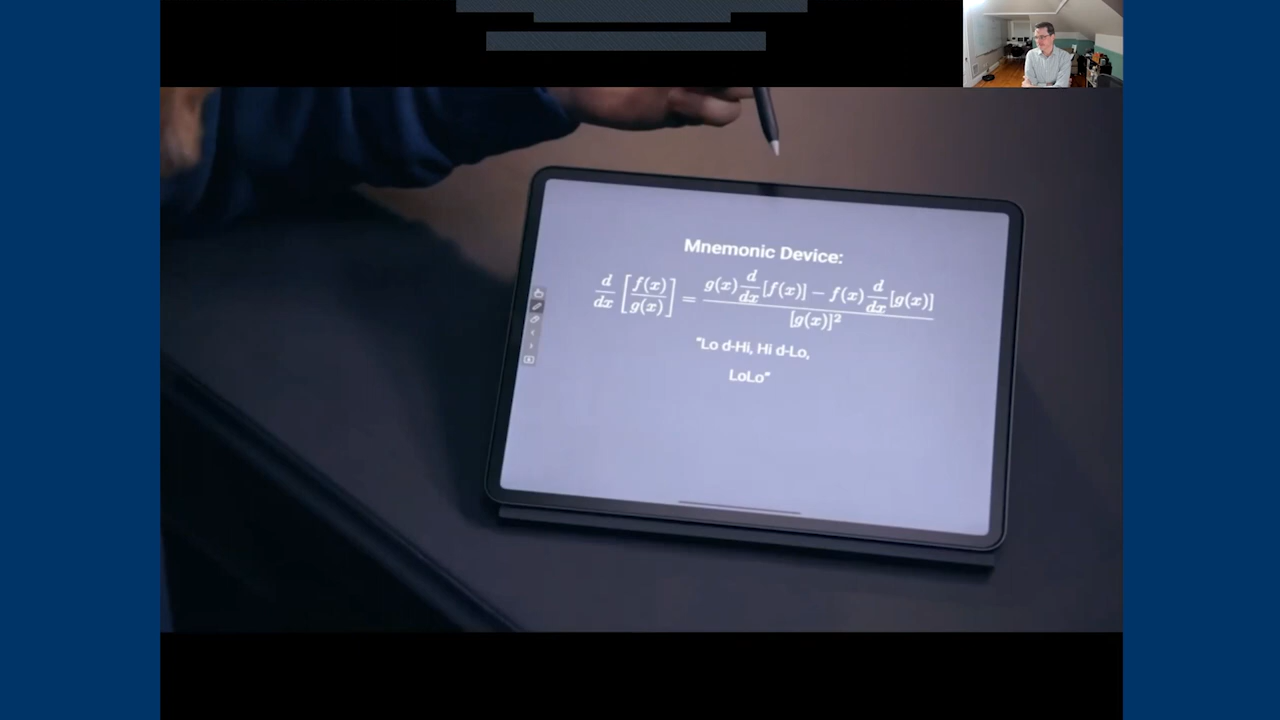 Mnemonic Device:
d/dx [f(x)/g(x)] = g(x) d/dx [f(x)] − f(x) d/dx [g(x)] / [g(x)]²
"Lo d-Hi, Hi d-Lo,
LoLo"